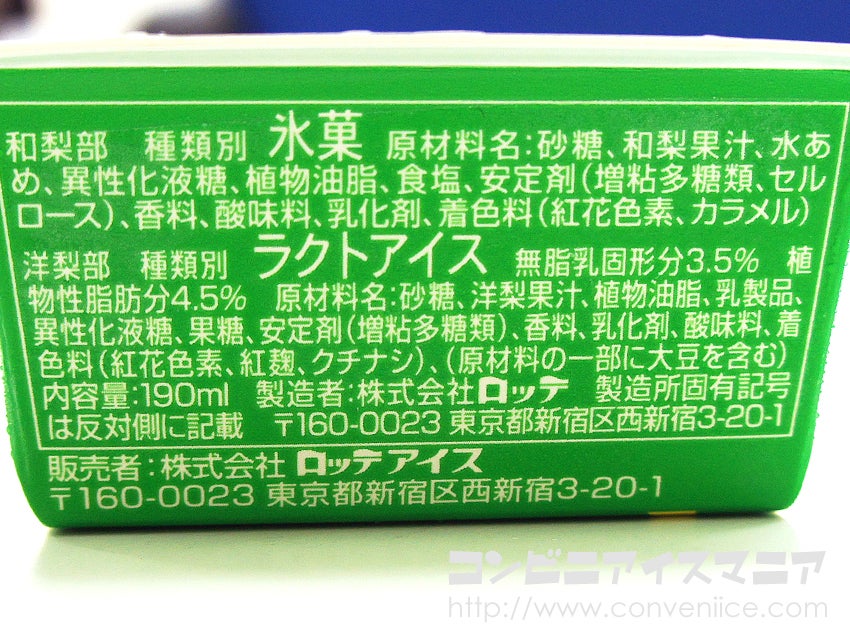 和梨部 種類別 氷菓 原材料名:砂糖、和梨果汁、水あ
め、異性化液糖、植物油脂、食塩、安定剤(増粘多糖類、セル
ロース)、香料、酸味料、乳化剤、着色料(紅花色素、カラメル)
洋梨部 種類別 ラクトアイス 無脂乳固形分3.5% 植
物性脂肪分4.5% 原材料名:砂糖、洋梨果汁、植物油脂、乳製品、
異性化液糖、果糖、安定剤(増粘多糖類)、香料、乳化剤、酸味料、着
色料(紅花色素、紅麹、クチナシ)、(原材料の一部に大豆を含む)
内容量:190ml 製造者:株式会社ロッテ 製造所固有記号
は反対側に記載 〒160-0023 東京都新宿区西新宿3-20-1
販売者:株式会社 ロッテアイス
〒160-0023 東京都新宿区西新宿3-20-1
コンビニアイスマニア
http://www.conveniice.com